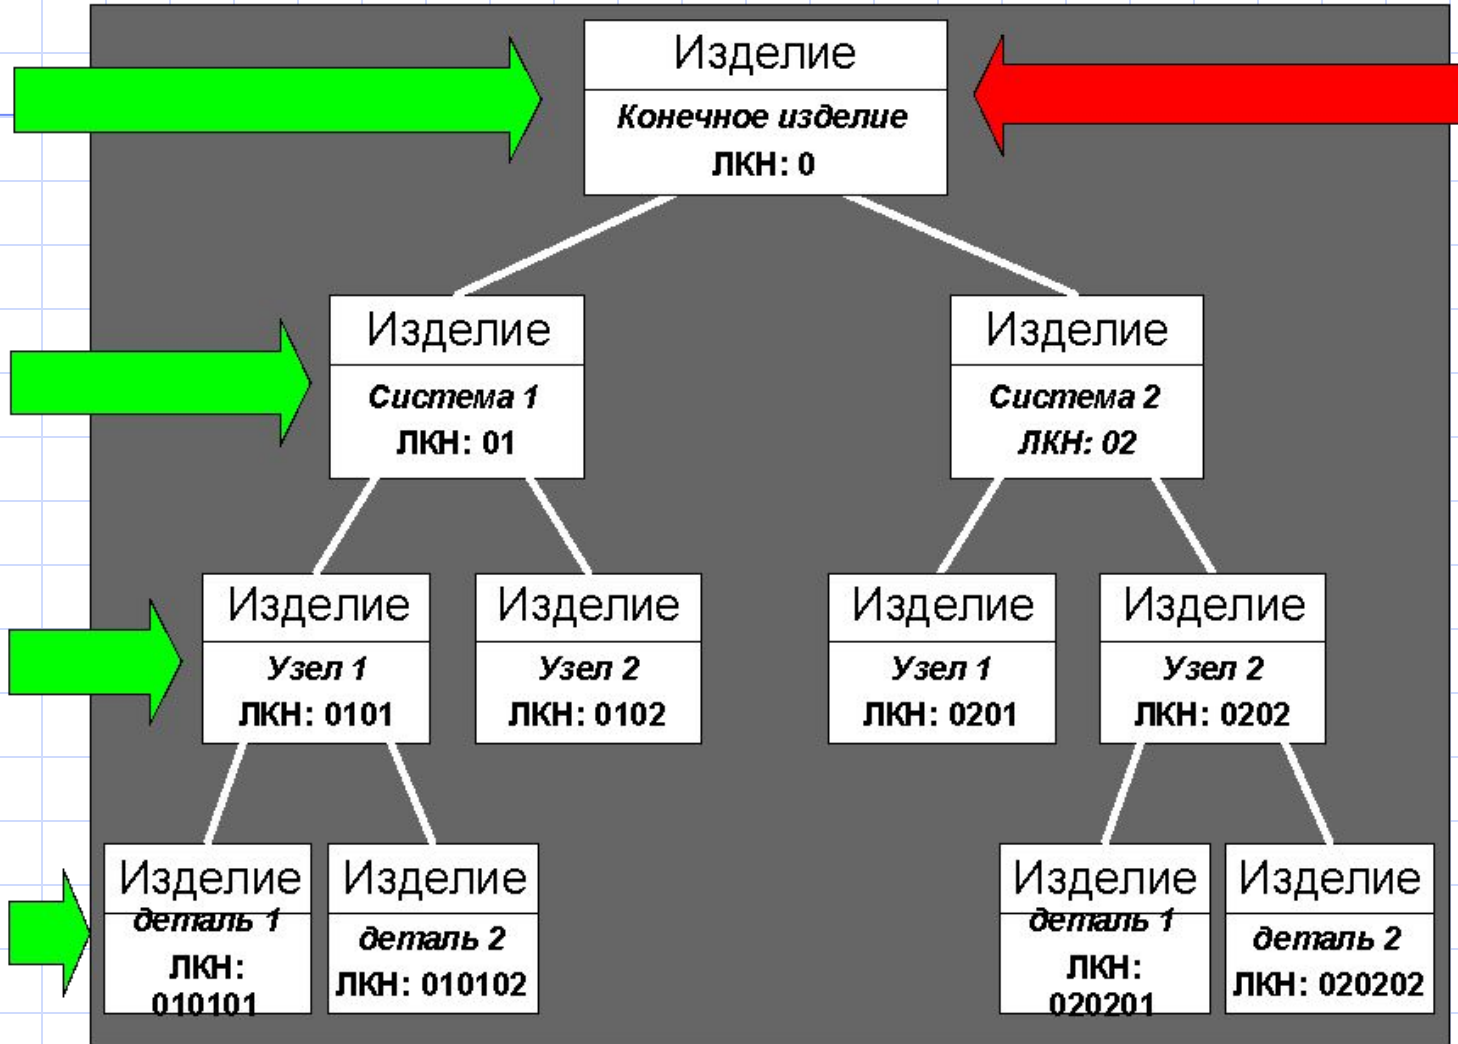 Изделие
Конечное изделие
ЛКН: 0
Изделие
Система 1
ЛКН: 01
Изделие
Система 2
ЛКН: 02
Изделие
Узел 1
ЛКН: 0101
Изделие
Узел 2
ЛКН: 0102
Изделие
Узел 1
ЛКН: 0201
Изделие
Узел 2
ЛКН: 0202
Изделие
деталь 1
ЛКН:
010101
Изделие
деталь 2
ЛКН: 010102
Изделие
деталь 1
ЛКН:
020201
Изделие
деталь 2
ЛКН: 020202